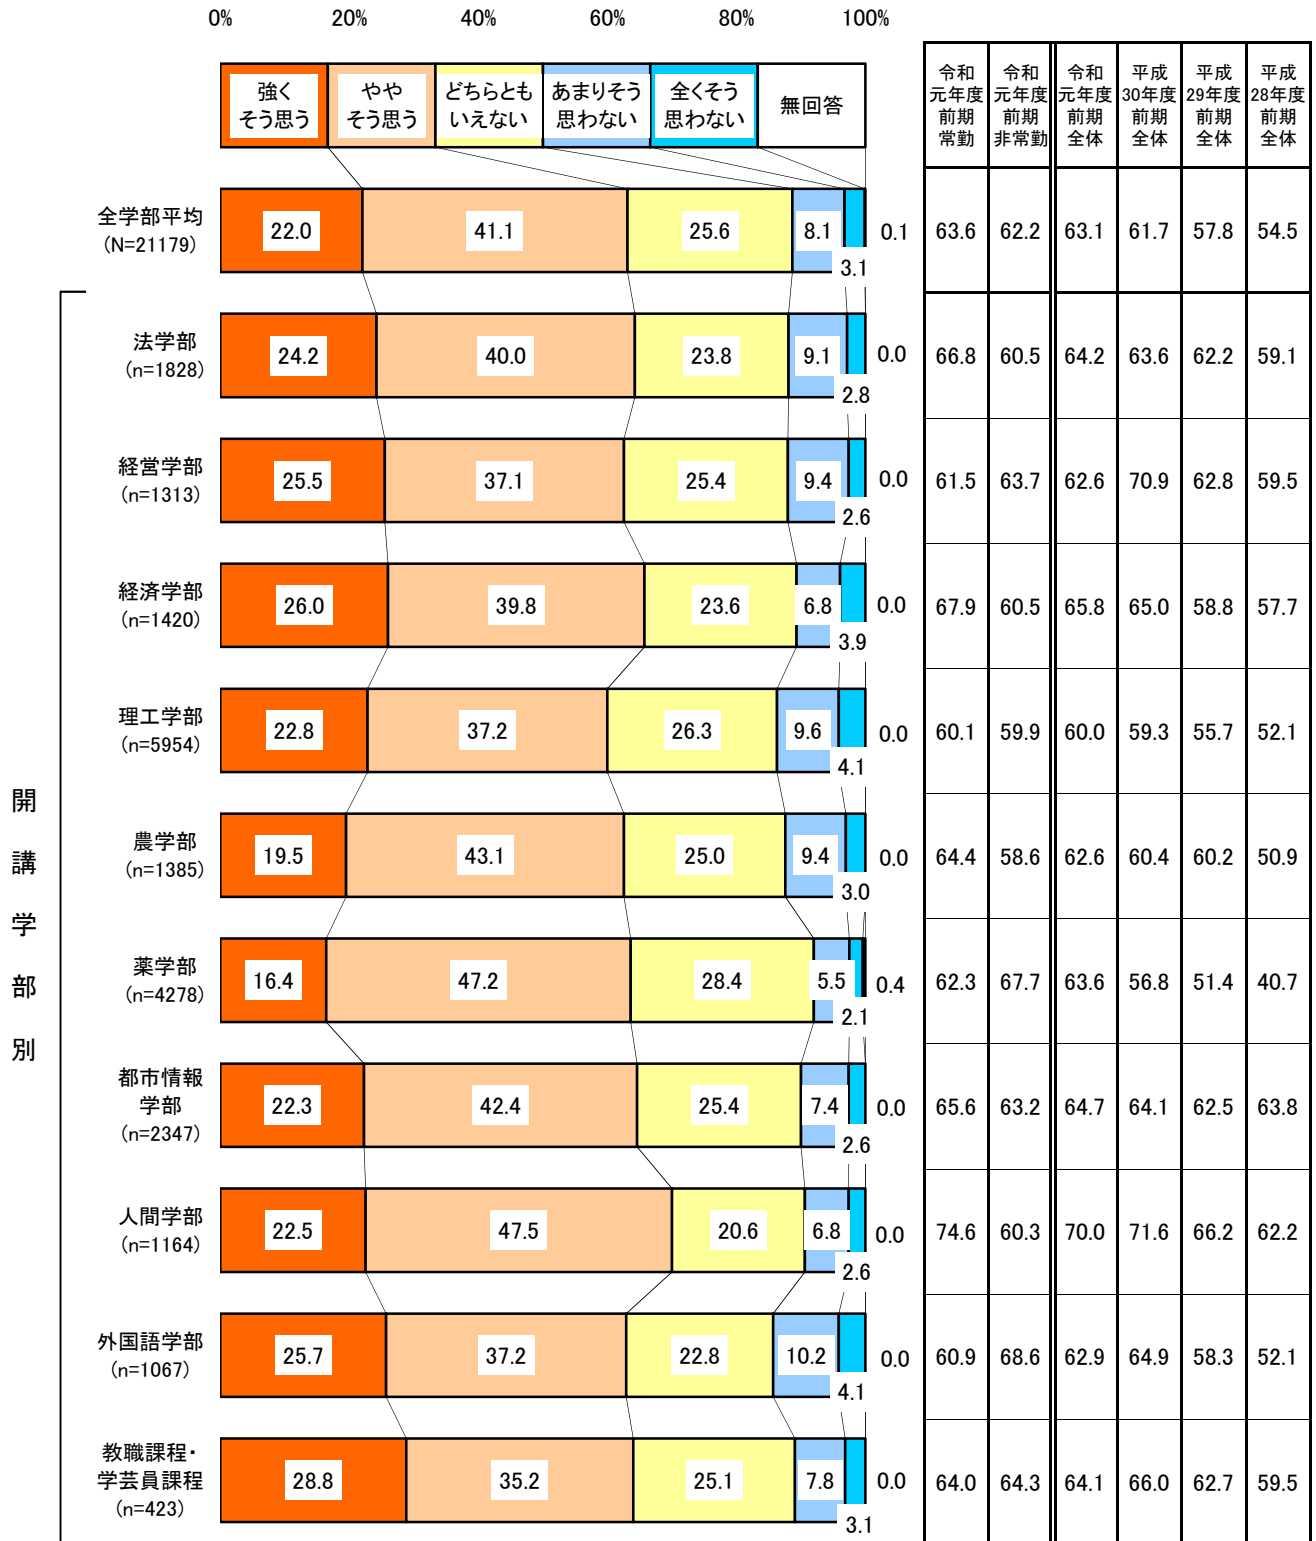 0% 20% 40% 60% 80% 100%
強く
そう思う
やや
そう思う
どちらとも
いえない
あまりそう
思わない
全くそう
思わない
無回答
令和
元年度
前期
常勤
令和
元年度
前期
非常勤
令和
元年度
前期
全体
平成
30年度
前期
全体
平成
29年度
前期
全体
平成
28年度
前期
全体
全学部平均
(N=21179)
22.0 41.1 25.6 8.1 3.1 0.1 63.6 62.2 63.1 61.7 57.8 54.5
開講学部別
法学部
(n=1828)
24.2 40.0 23.8 9.1 2.8 0.0 66.8 60.5 64.2 63.6 62.2 59.1
経営学部
(n=1313)
25.5 37.1 25.4 9.4 2.6 0.0 61.5 63.7 62.6 70.9 62.8 59.5
経済学部
(n=1420)
26.0 39.8 23.6 6.8 3.9 0.0 67.9 60.5 65.8 65.0 58.8 57.7
理工学部
(n=5954)
22.8 37.2 26.3 9.6 4.1 0.0 60.1 59.9 60.0 59.3 55.7 52.1
農学部
(n=1385)
19.5 43.1 25.0 9.4 3.0 0.0 64.4 58.6 62.6 60.4 60.2 50.9
薬学部
(n=4278)
16.4 47.2 28.4 5.5 2.1 0.4 62.3 67.7 63.6 56.8 51.4 40.7
都市情報
学部
(n=2347)
22.3 42.4 25.4 7.4 2.6 0.0 65.6 63.2 64.7 64.1 62.5 63.8
人間学部
(n=1164)
22.5 47.5 20.6 6.8 2.6 0.0 74.6 60.3 70.0 71.6 66.2 62.2
外国語学部
(n=1067)
25.7 37.2 22.8 10.2 4.1 0.0 60.9 68.6 62.9 64.9 58.3 52.1
教職課程・
学芸員課程
(n=423)
28.8 35.2 25.1 7.8 3.1 0.0 64.0 64.3 64.1 66.0 62.7 59.5